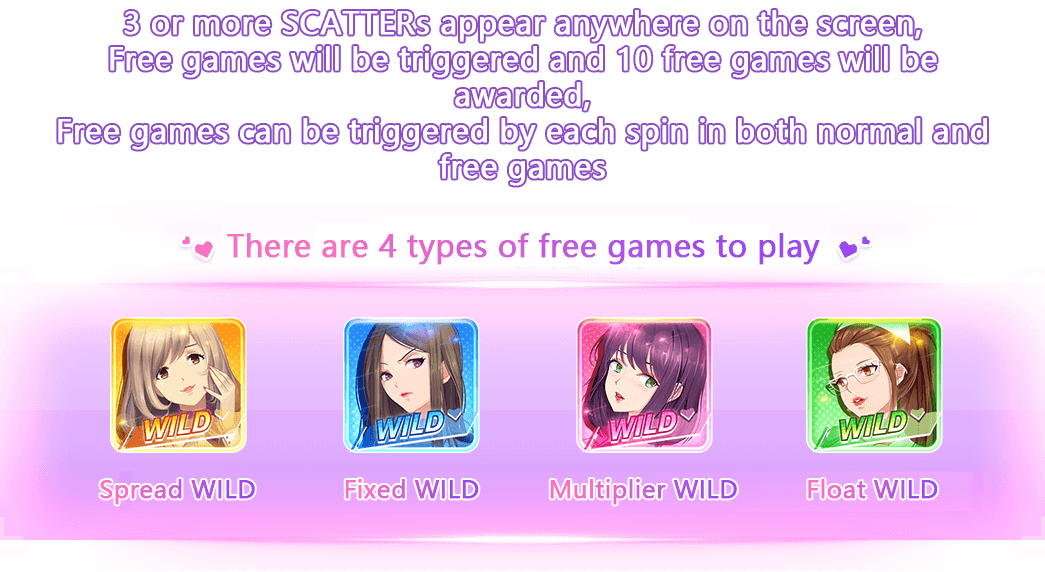 3 or more SCATTERs appear anywhere on the screen,
Free games will be triggered and 10 free games will be
awarded,
Free games can be triggered by each spin in both normal and
free games
There are 4 types of free games to play
WILD WILD WILD WILD
Spread WILD Fixed WILD Multiplier WILD Float WILD